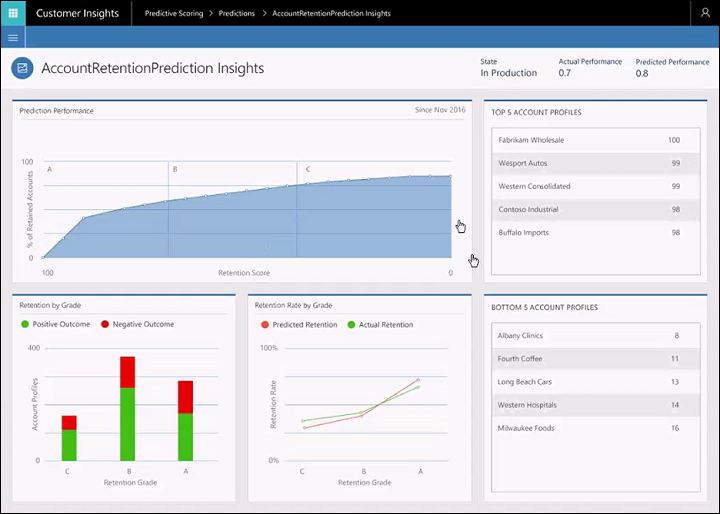 Customer Insights
Predictive Scoring > Predictions > AccountRetentionPrediction Insights
AccountRetentionPrediction Insights
State
In Production
Actual Performance
0.7
Predicted Performance
0.8
Prediction Performance
Since Nov 2016
% of Retained Accounts
100
0
A
B
C
100
0
Retention Score
TOP 5 ACCOUNT PROFILES
Fabrikam Wholesale 100
Wesport Autos 99
Western Consolidated 99
Contoso Industrial 98
Buffalo Imports 98
Retention by Grade
Positive Outcome Negative Outcome
Account Profiles
400
0
C B A
Retention Grade
Retention Rate by Grade
Predicted Retention Actual Retention
Retention Rate
100%
0%
C B A
Retention Grade
BOTTOM 5 ACCOUNT PROFILES
Albany Clinics 8
Fourth Coffee 11
Long Beach Cars 13
Western Hospitals 14
Milwaukee Foods 16